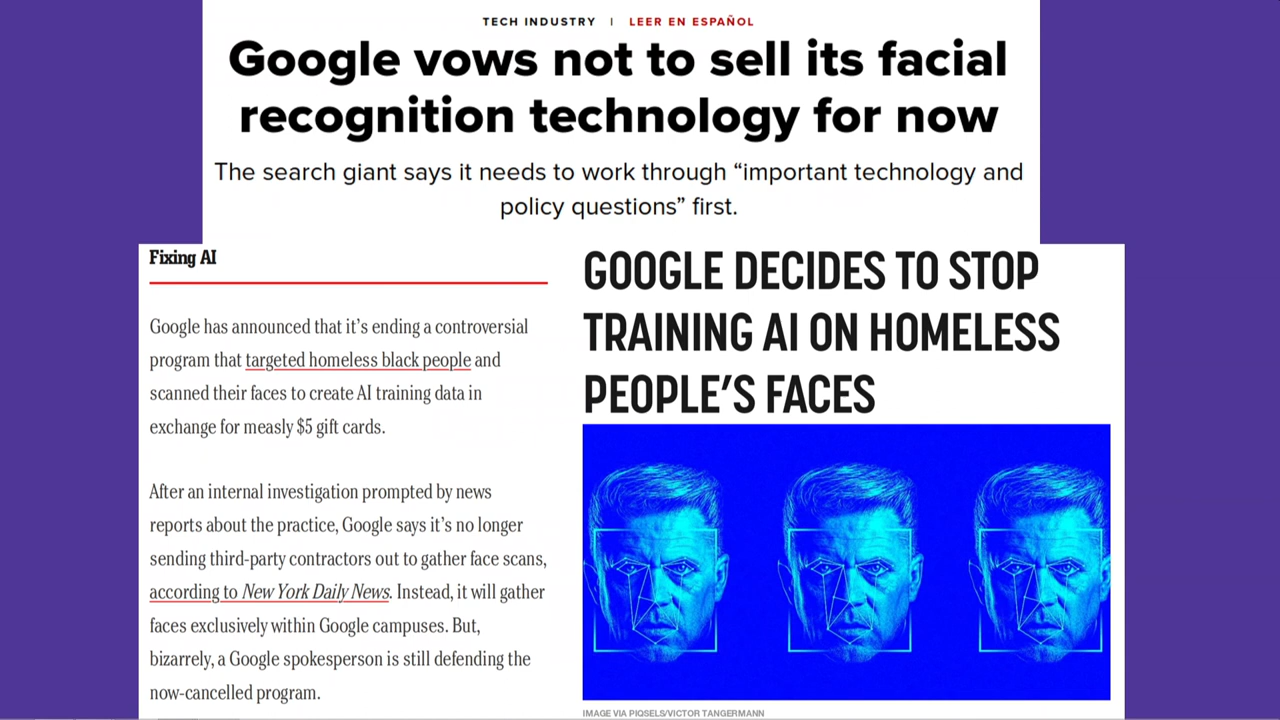 TECH INDUSTRY | LEER EN ESPAÑOL
Google vows not to sell its facial
recognition technology for now
The search giant says it needs to work through “important technology and
policy questions” first.
Fixing AI
Google has announced that it’s ending a controversial
program that targeted homeless black people and
scanned their faces to create AI training data in
exchange for measly $5 gift cards.
After an internal investigation prompted by news
reports about the practice, Google says it’s no longer
sending third-party contractors out to gather face scans,
according to New York Daily News. Instead, it will gather
faces exclusively within Google campuses. But,
bizarrely, a Google spokesperson is still defending the
now-cancelled program.
GOOGLE DECIDES TO STOP
TRAINING AI ON HOMELESS
PEOPLE’S FACES
IMAGE VIA PIQSELS/VICTOR TANGERMANN